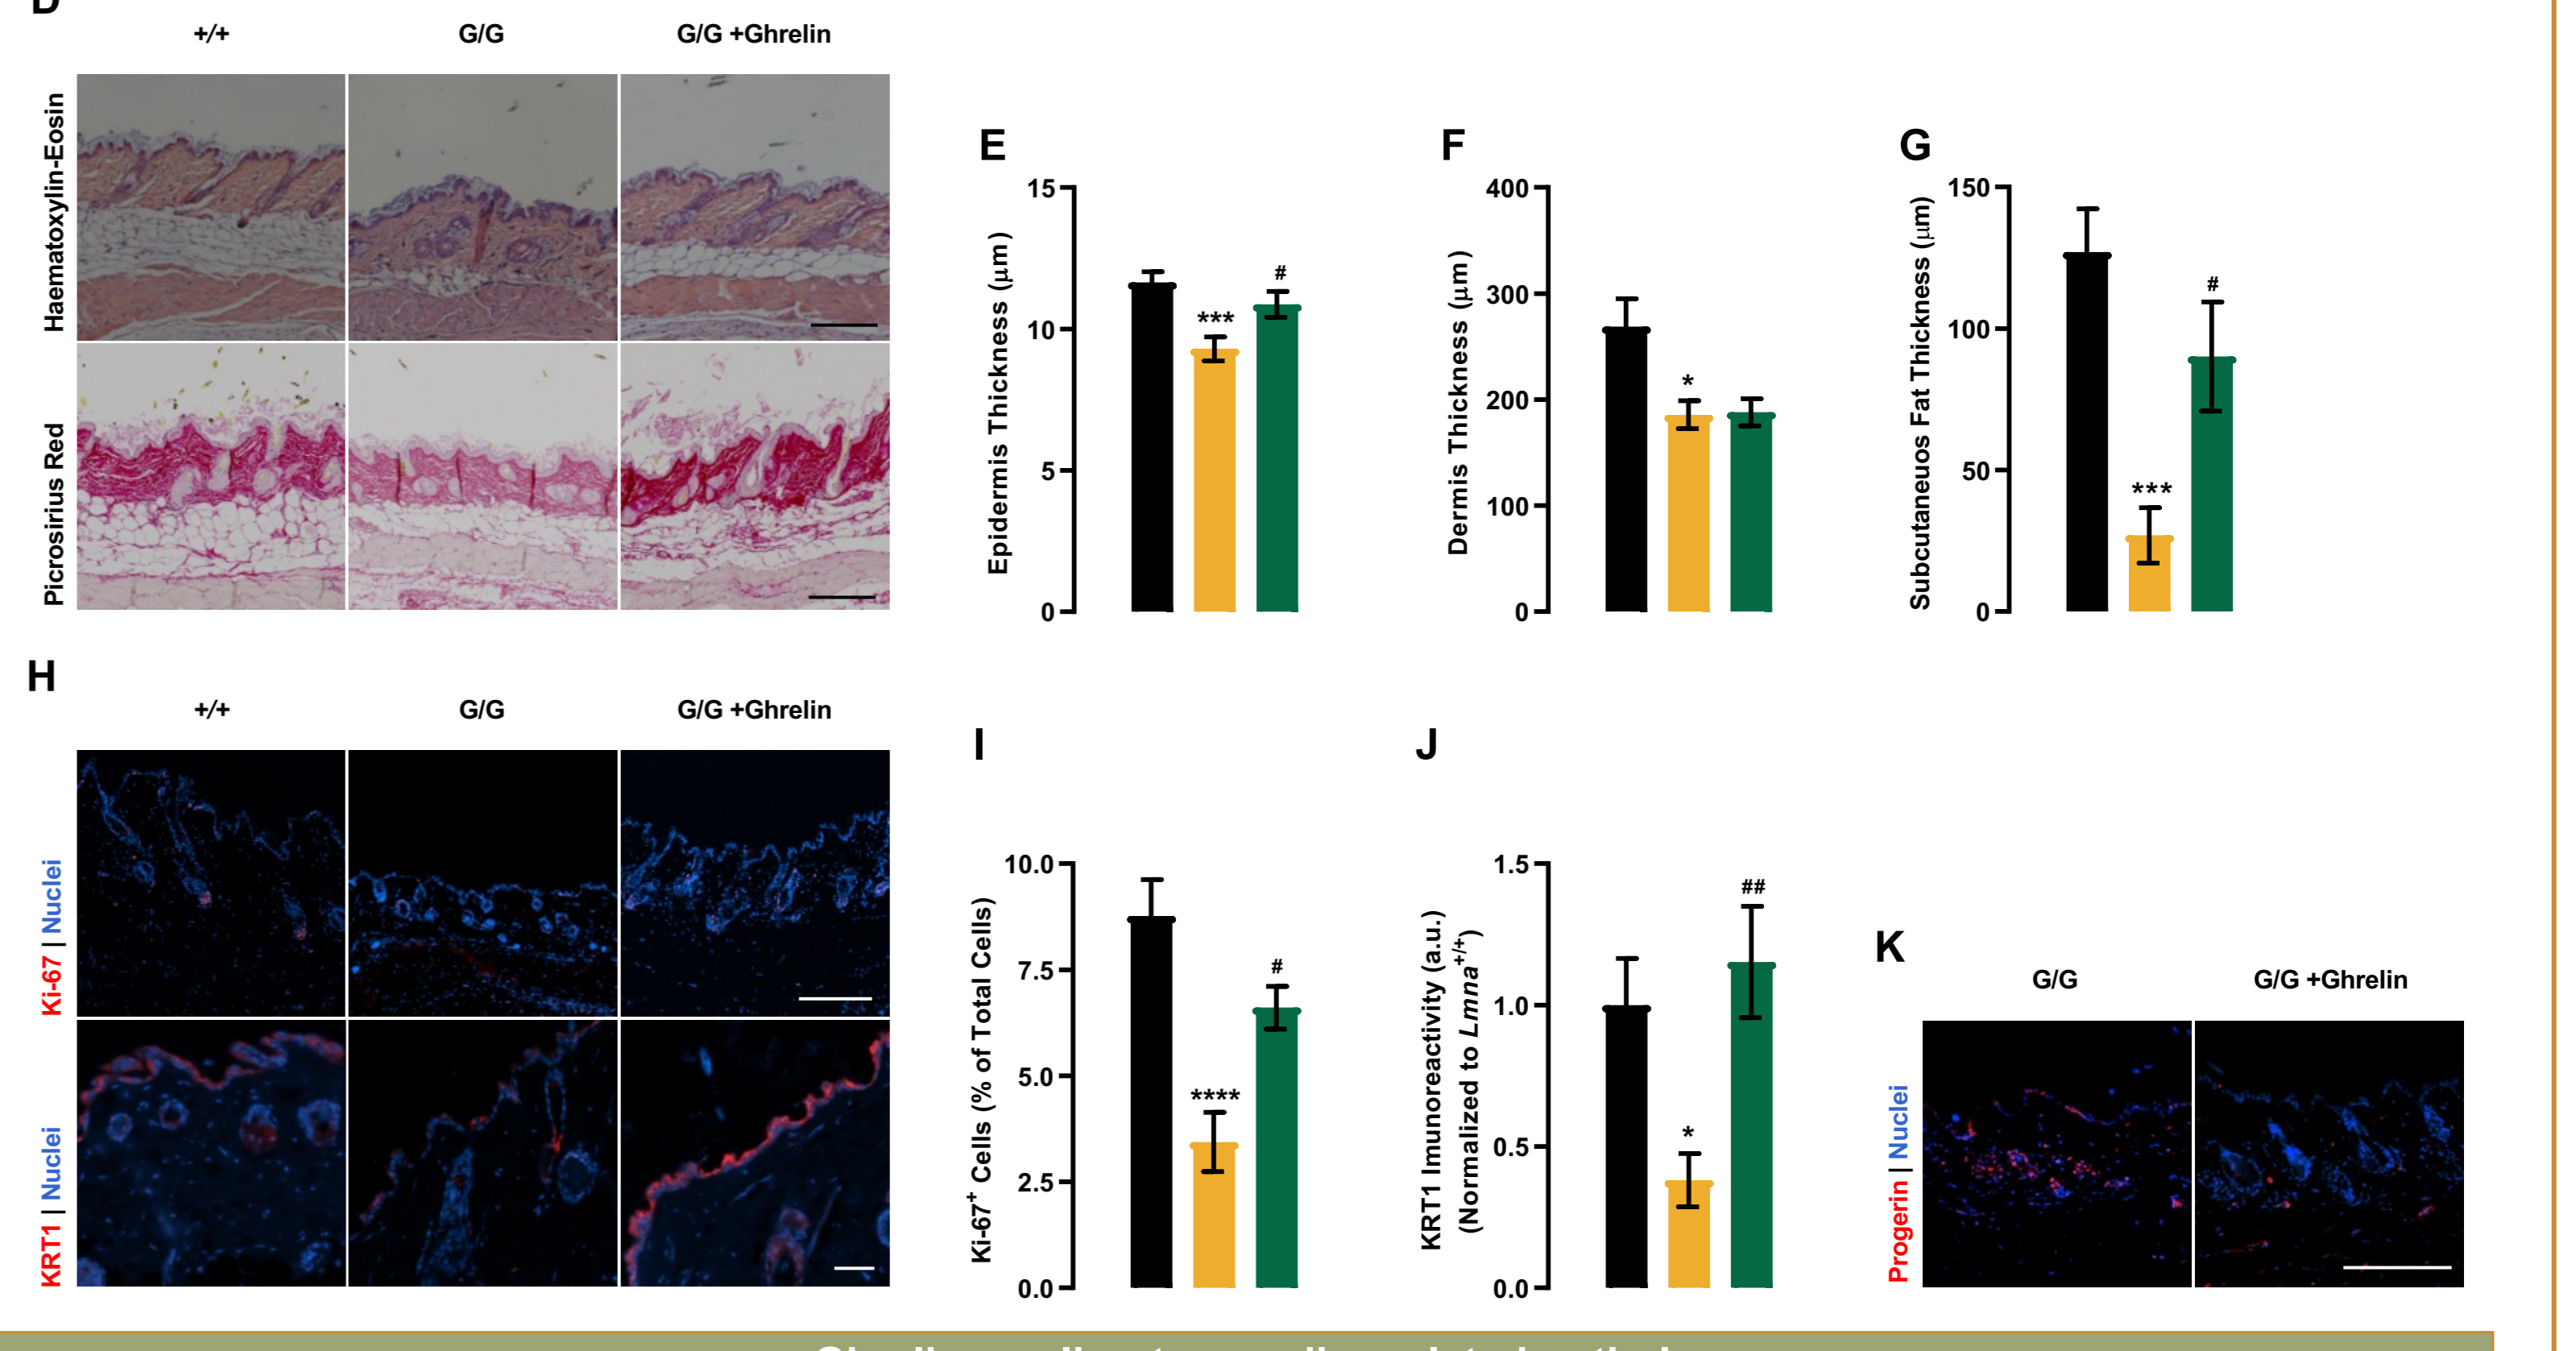 D
+/+ G/G G/G +Ghrelin
Haematoxylin-Eosin
Picrosirius Red
E
Epidermis Thickness (μm)
15
10
5
0
***
#
F
Dermis Thickness (μm)
400
300
200
100
0
*
G
Subcutaneuos Fat Thickness (μm)
150
100
50
0
***
#
H
+/+ G/G G/G +Ghrelin
Ki-67 | Nuclei
KRT1 | Nuclei
I
Ki-67⁺ Cells (% of Total Cells)
10.0
7.5
5.0
2.5
0.0
****
#
J
KRT1 Imunoreactivity (a.u.)
(Normalized to Lmna⁺/⁺)
1.5
1.0
0.5
0.0
*
##
K
G/G G/G +Ghrelin
Progerin | Nuclei